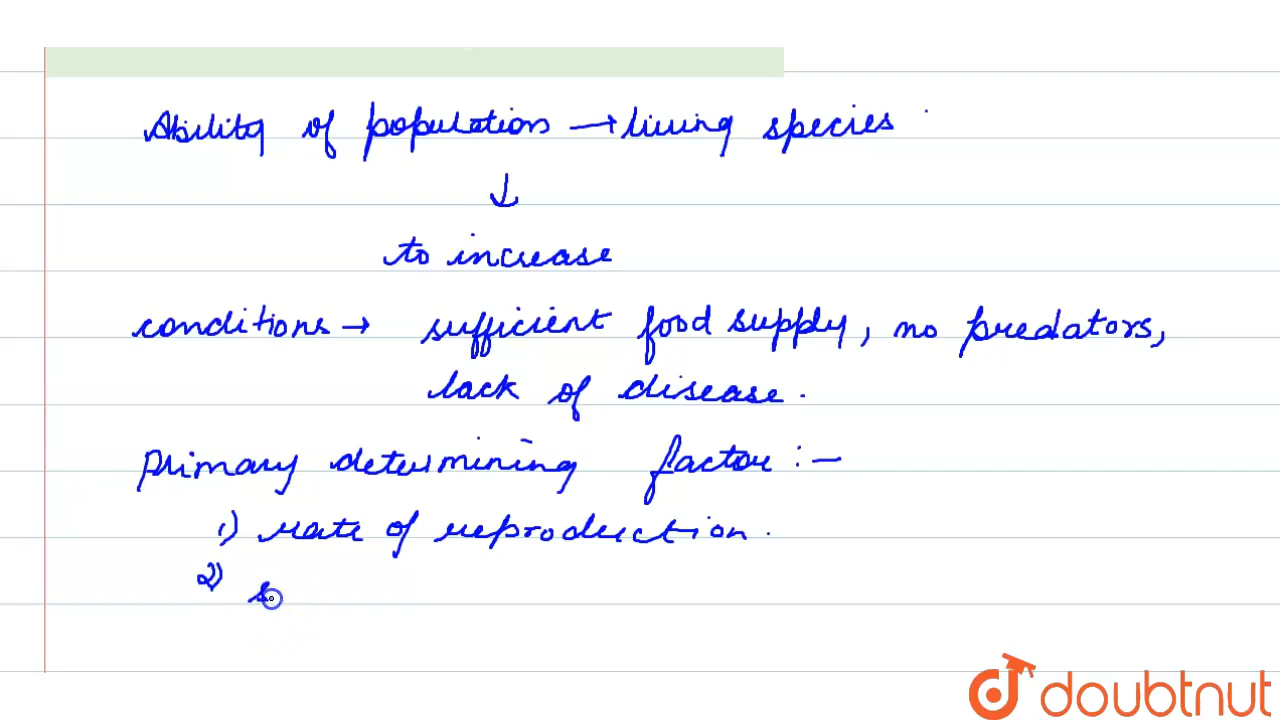 Ability of population → living species
↓
to increase
conditions → sufficient food supply, no predators,
lack of disease.
Primary determining factor :-
1) rate of reproduction.
2) s
doubtnut